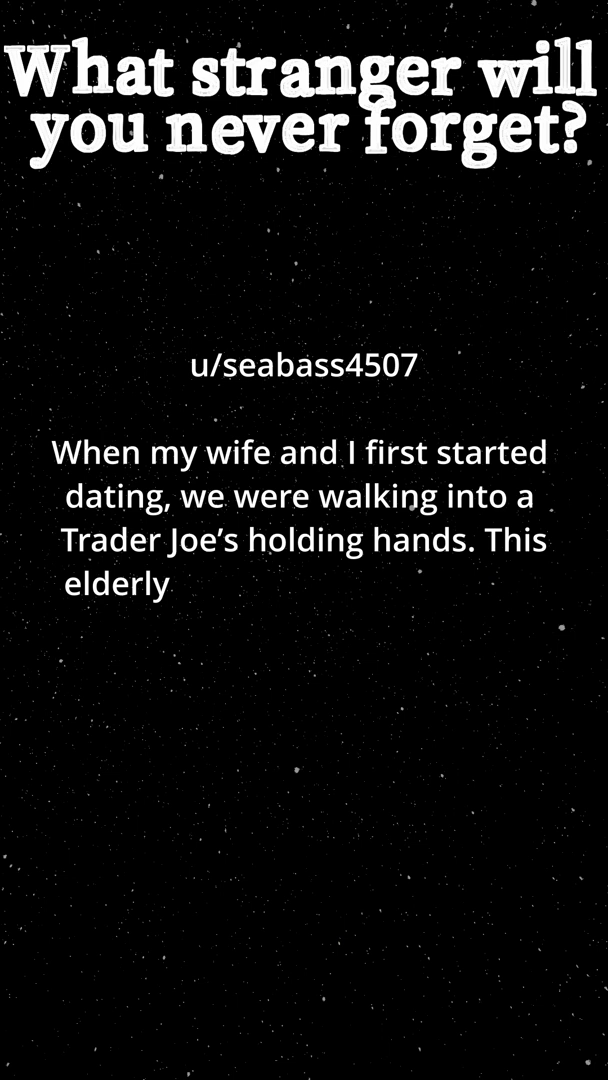 What stranger will
you never forget?
u/seabass4507
When my wife and I first started
dating, we were walking into a
Trader Joe’s holding hands. This
elderly